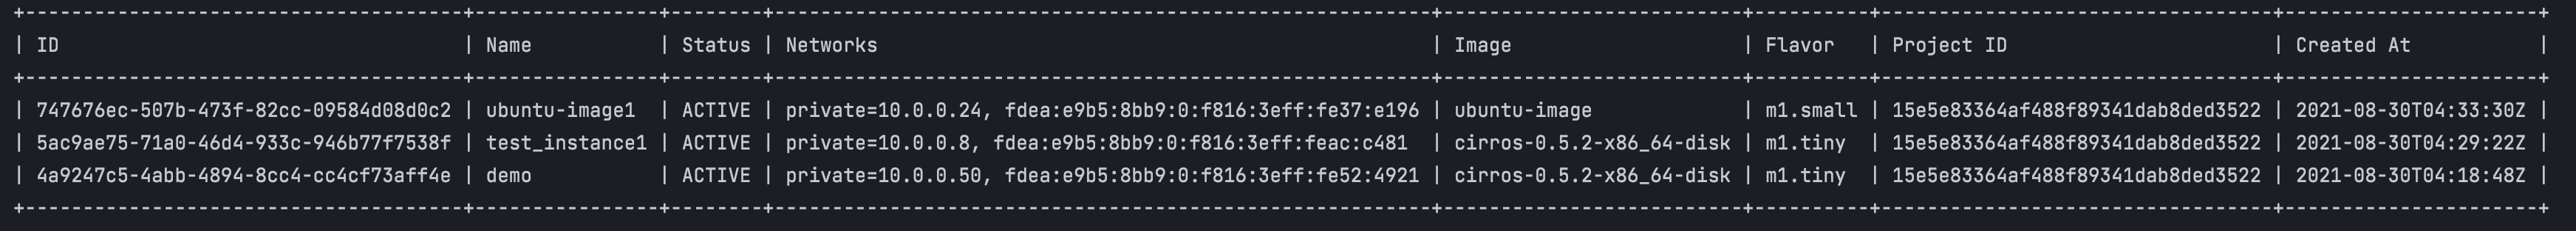 +--------------------------------------+----------------+--------+----------------------------------------------------------+--------------------------+----------+----------------------------------+----------------------+
| ID                                   | Name           | Status | Networks                                                 | Image                    | Flavor   | Project ID                       | Created At           |
+--------------------------------------+----------------+--------+----------------------------------------------------------+--------------------------+----------+----------------------------------+----------------------+
| 747676ec-507b-473f-82cc-09584d08d0c2 | ubuntu-image1  | ACTIVE | private=10.0.0.24, fdea:e9b5:8bb9:0:f816:3eff:fe37:e196 | ubuntu-image             | m1.small | 15e5e83364af488f89341dab8ded3522 | 2021-08-30T04:33:30Z |
| 5ac9ae75-71a0-46d4-933c-946b77f7538f | test_instance1 | ACTIVE | private=10.0.0.8, fdea:e9b5:8bb9:0:f816:3eff:feac:c481  | cirros-0.5.2-x86_64-disk | m1.tiny  | 15e5e83364af488f89341dab8ded3522 | 2021-08-30T04:29:22Z |
| 4a9247c5-4abb-4894-8cc4-cc4cf73aff4e | demo           | ACTIVE | private=10.0.0.50, fdea:e9b5:8bb9:0:f816:3eff:fe52:4921 | cirros-0.5.2-x86_64-disk | m1.tiny  | 15e5e83364af488f89341dab8ded3522 | 2021-08-30T04:18:48Z |
+--------------------------------------+----------------+--------+----------------------------------------------------------+--------------------------+----------+----------------------------------+----------------------+